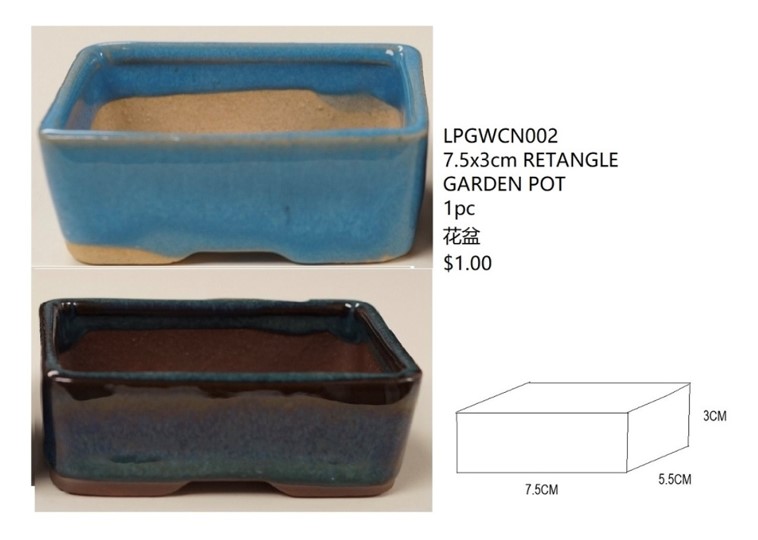 LPGWCN002
7.5x3cm RETANGLE
GARDEN POT
1pc
花盆
$1.00
3CM
5.5CM
7.5CM